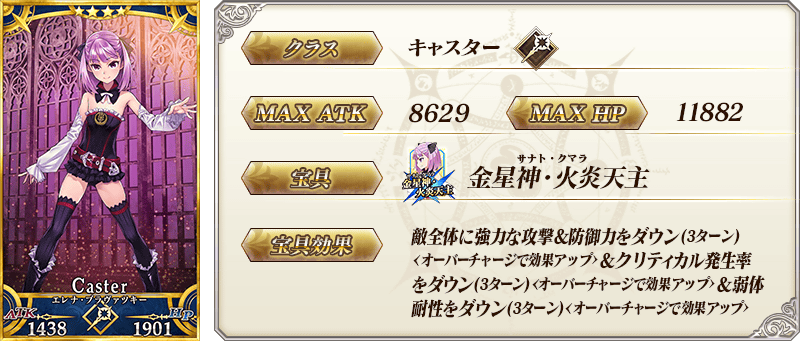 Caster
エレナ・ブラヴァツキー
ATK
HP
1438
1901
クラス
キャスター
MAX ATK
8629
MAX HP
11882
宝具
金星神・
火炎天主
サナト・クマラ
金星神・火炎天主
宝具効果
敵全体に強力な攻撃&防御力をダウン(3ターン)
<オーバーチャージで効果アップ>&クリティカル発生率
をダウン(3ターン)<オーバーチャージで効果アップ>&弱体
耐性をダウン(3ターン)<オーバーチャージで効果アップ>